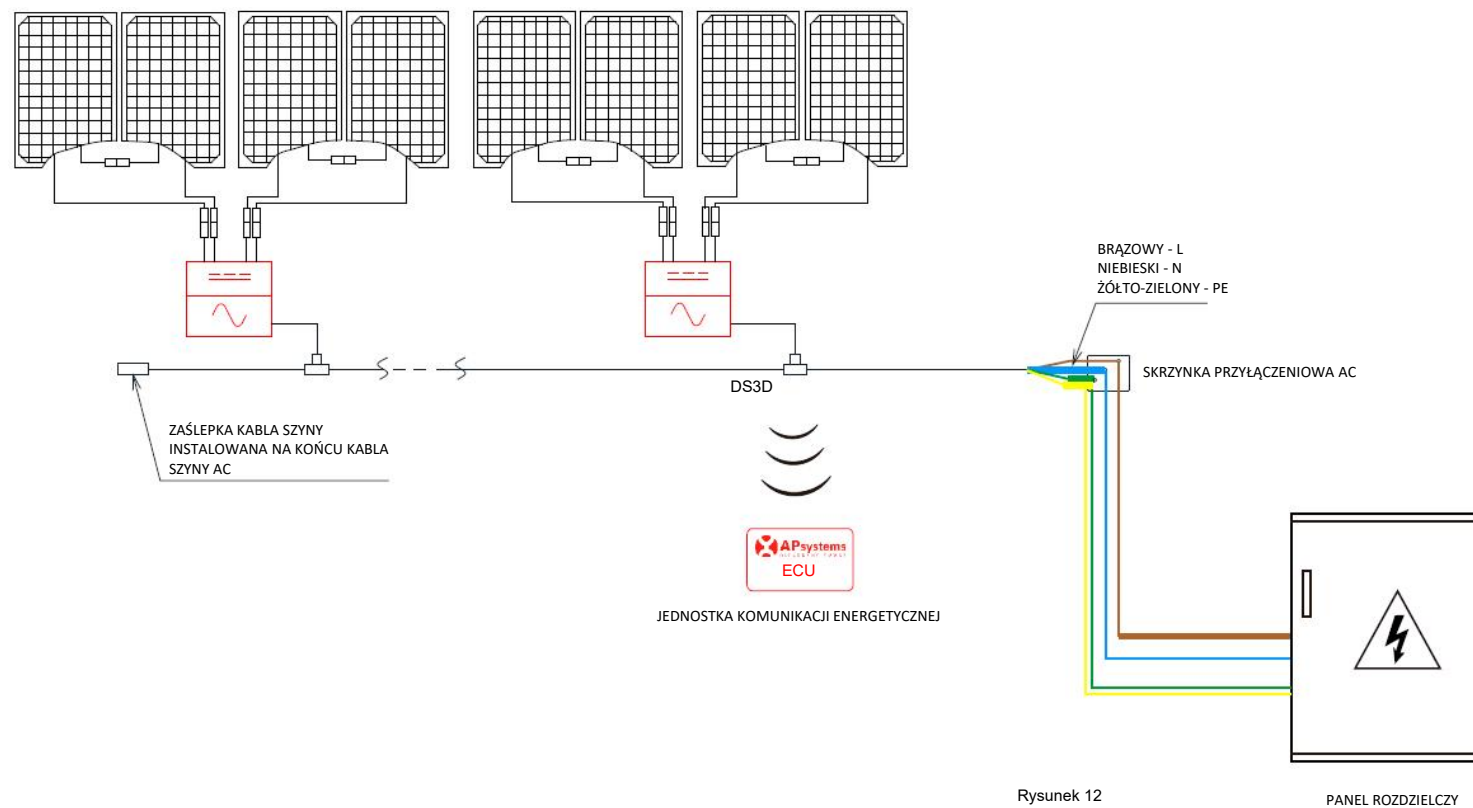 BRĄZOWY - L
NIEBIESKI - N
ŻÓŁTO-ZIELONY - PE
SKRZYNKA PRZYŁĄCZENIOWA AC
DS3D
ZAŚLEPKA KABLA SZYNY
INSTALOWANA NA KOŃCU KABLA
SZYNY AC
APsystems
ECU
JEDNOSTKA KOMUNIKACJI ENERGETYCZNEJ
Rysunek 12
PANEL ROZDZIELCZY